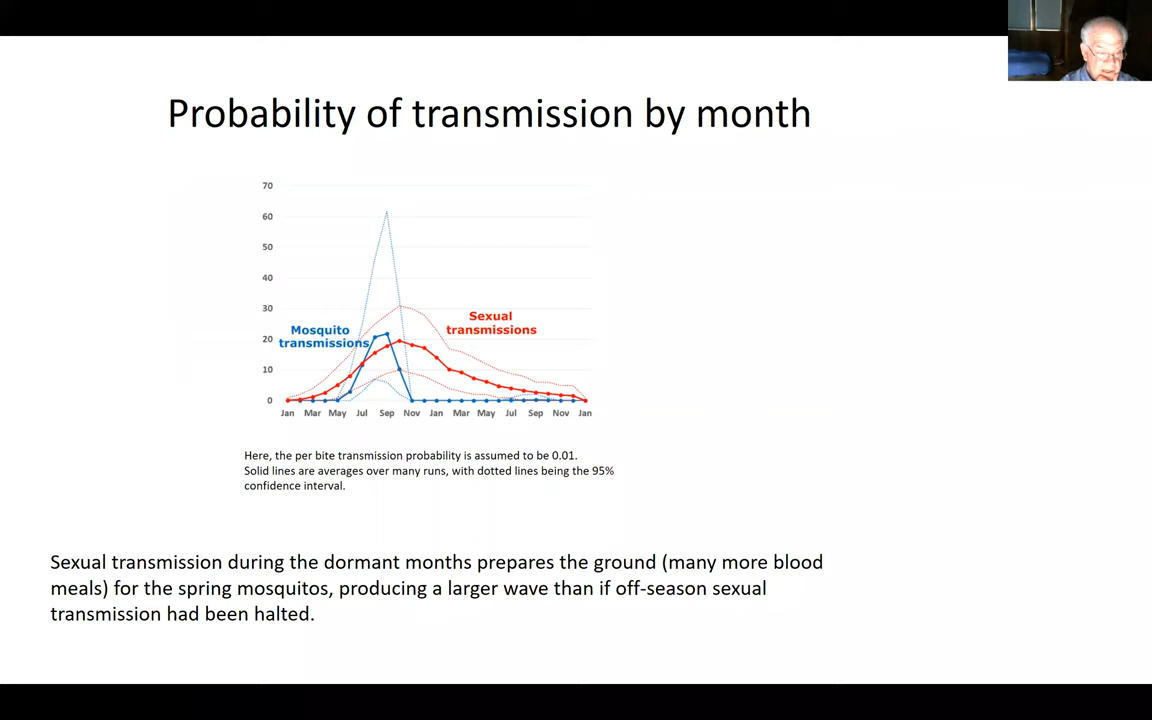 Probability of transmission by month
70
60
50
40
30
20
10
0
Mosquito
transmissions
Sexual
transmissions
Jan Mar May Jul Sep Nov Jan Mar May Jul Sep Nov Jan
Here, the per bite transmission probability is assumed to be 0.01.
Solid lines are averages over many runs, with dotted lines being the 95%
confidence interval.
Sexual transmission during the dormant months prepares the ground (many more blood
meals) for the spring mosquitos, producing a larger wave than if off-season sexual
transmission had been halted.